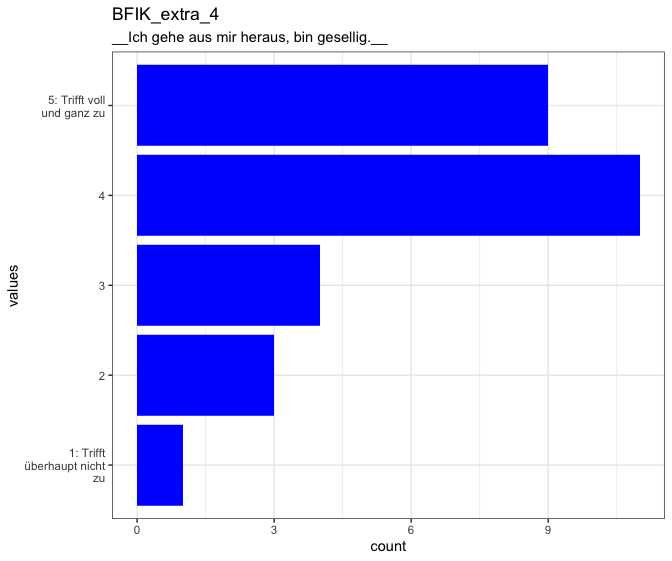 BFIK_extra_4
__Ich gehe aus mir heraus, bin gesellig.__
5: Trifft voll
und ganz zu
4
3
2
1: Trifft
überhaupt nicht
zu
values
0 3 6 9
count